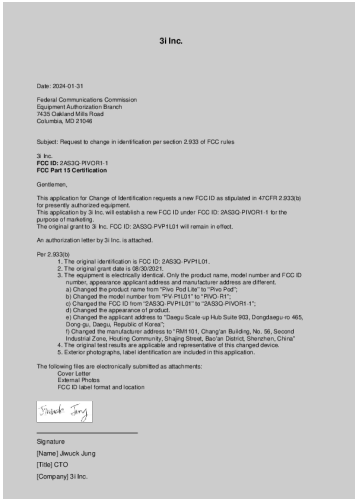 3i Inc.
Date: 2024-01-31
Federal Communications Commission
Equipment Authorization Branch
7435 Oakland Mills Road
Columbia, MD 21046
Subject: Request to change in identification per section 2.933 of FCC rules
3i Inc.
FCC ID: 2AS3Q-PIVOR1-1
FCC Part 15 Certification
Gentlemen,
This application for Change of Identification requests a new FCC ID as stipulated in 47CFR 2.933(b)
for presently authorized equipment.
This application by 3i Inc. will establish a new FCC ID under FCC ID: 2AS3Q-PIVOR1-1 for the
purpose of marketing.
The original grant to 3i Inc. FCC ID: 2AS3Q-PVP1L01 will remain in effect.
An authorization letter by 3i Inc. is attached.
Per 2.933(b)
1. The original identification is FCC ID: 2AS3Q-PVP1L01.
2. The original grant date is 08/30/2021.
3. The equipment is electrically identical. Only the product name, model number and FCC ID
number, appearance applicant address and manufacturer address are different.
a) Changed the product name from "Pivo Pod Lite" to "Pivo Pod";
b) Changed the model number from "PV-P1L01" to "PIVO-R1";
c) Changed the FCC ID from "2AS3Q-PVP1L01" to "2AS3Q-PIVOR1-1";
d) Changed the appearance of product.
e) Changed the applicant address to "Daegu Scale-up Hub Suite 903, Dongdaegu-ro 465,
Dong-gu, Daegu, Republic of Korea";
f) Changed the manufacturer address to "RM1101, Chang'an Building, No. 56, Second
Industrial Zone, Houting Community, Shajing Street, Bao'an District, Shenzhen, China"
4. The original test results are applicable and representative of this changed device.
5. Exterior photographs, label identification are included in this application.
The following files are electronically submitted as attachments:
Cover Letter
External Photos
FCC ID label format and location
Jiwuck Jung
Signature
[Name] Jiwuck Jung
[Title] CTO
[Company] 3i Inc.